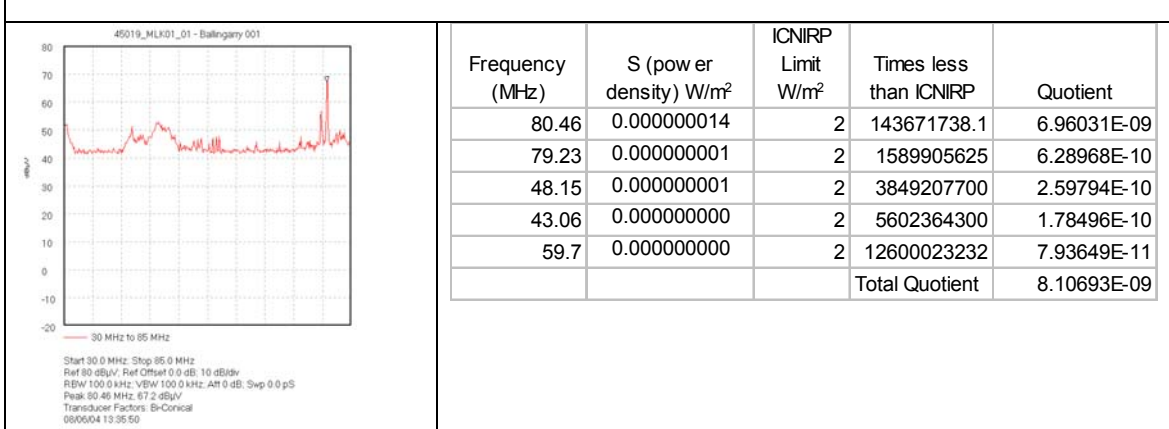 45019_MLK01_01 - Ballingarry 001
80
70
60
50
40
30
20
10
0
-10
-20
dBµV
30 MHz to 85 MHz
Start 30.0 MHz; Stop 85.0 MHz
Ref 80 dBµV; Ref Offset 0.0 dB; 10 dB/div
RBW 100.0 kHz; VBW 100.0 kHz; Att 0 dB; Swp 0.0 pS
Peak 80.46 MHz, 67.2 dBµV
Transducer Factors: Bi-Conical
08/06/04 13:35:50
Frequency (MHz) S (power density) W/m² ICNIRP Limit W/m² Times less than ICNIRP Quotient
80.46 0.000000014 2 143671738.1 6.96031E-09
79.23 0.000000001 2 1589905625 6.28968E-10
48.15 0.000000001 2 3849207700 2.59794E-10
43.06 0.000000000 2 5602364300 1.78496E-10
59.7 0.000000000 2 12600023232 7.93649E-11
Total Quotient 8.10693E-09